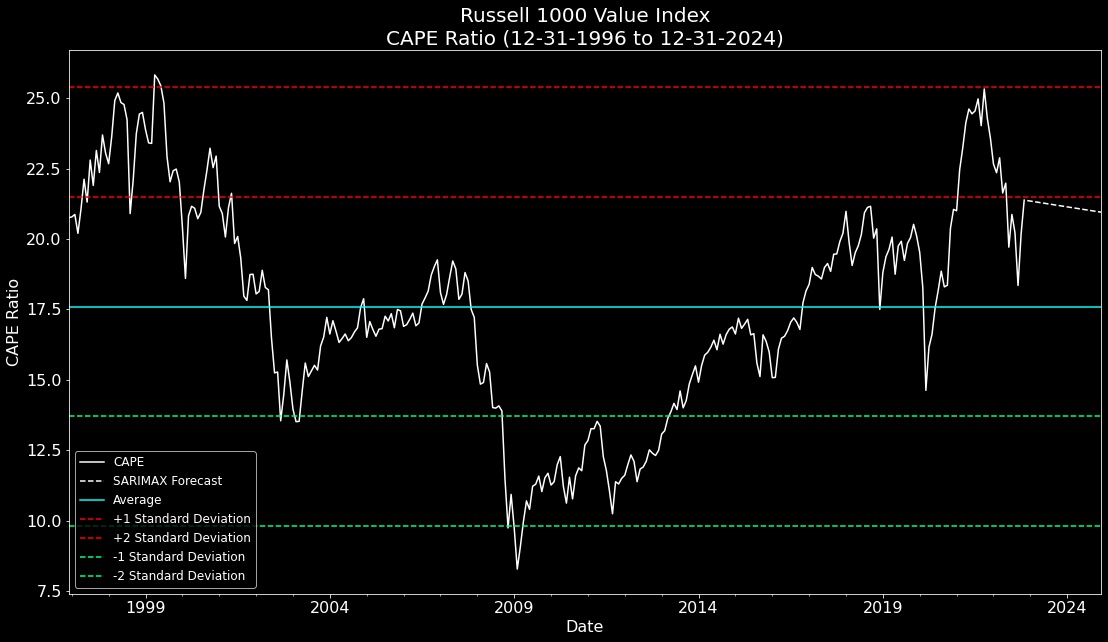 Russell 1000 Value Index
CAPE Ratio (12-31-1996 to 12-31-2024)
CAPE Ratio
25.0
22.5
20.0
17.5
15.0
12.5
10.0
7.5
CAPE
SARIMAX Forecast
Average
+1 Standard Deviation
+2 Standard Deviation
-1 Standard Deviation
-2 Standard Deviation
1999
2004
2009
2014
2019
2024
Date